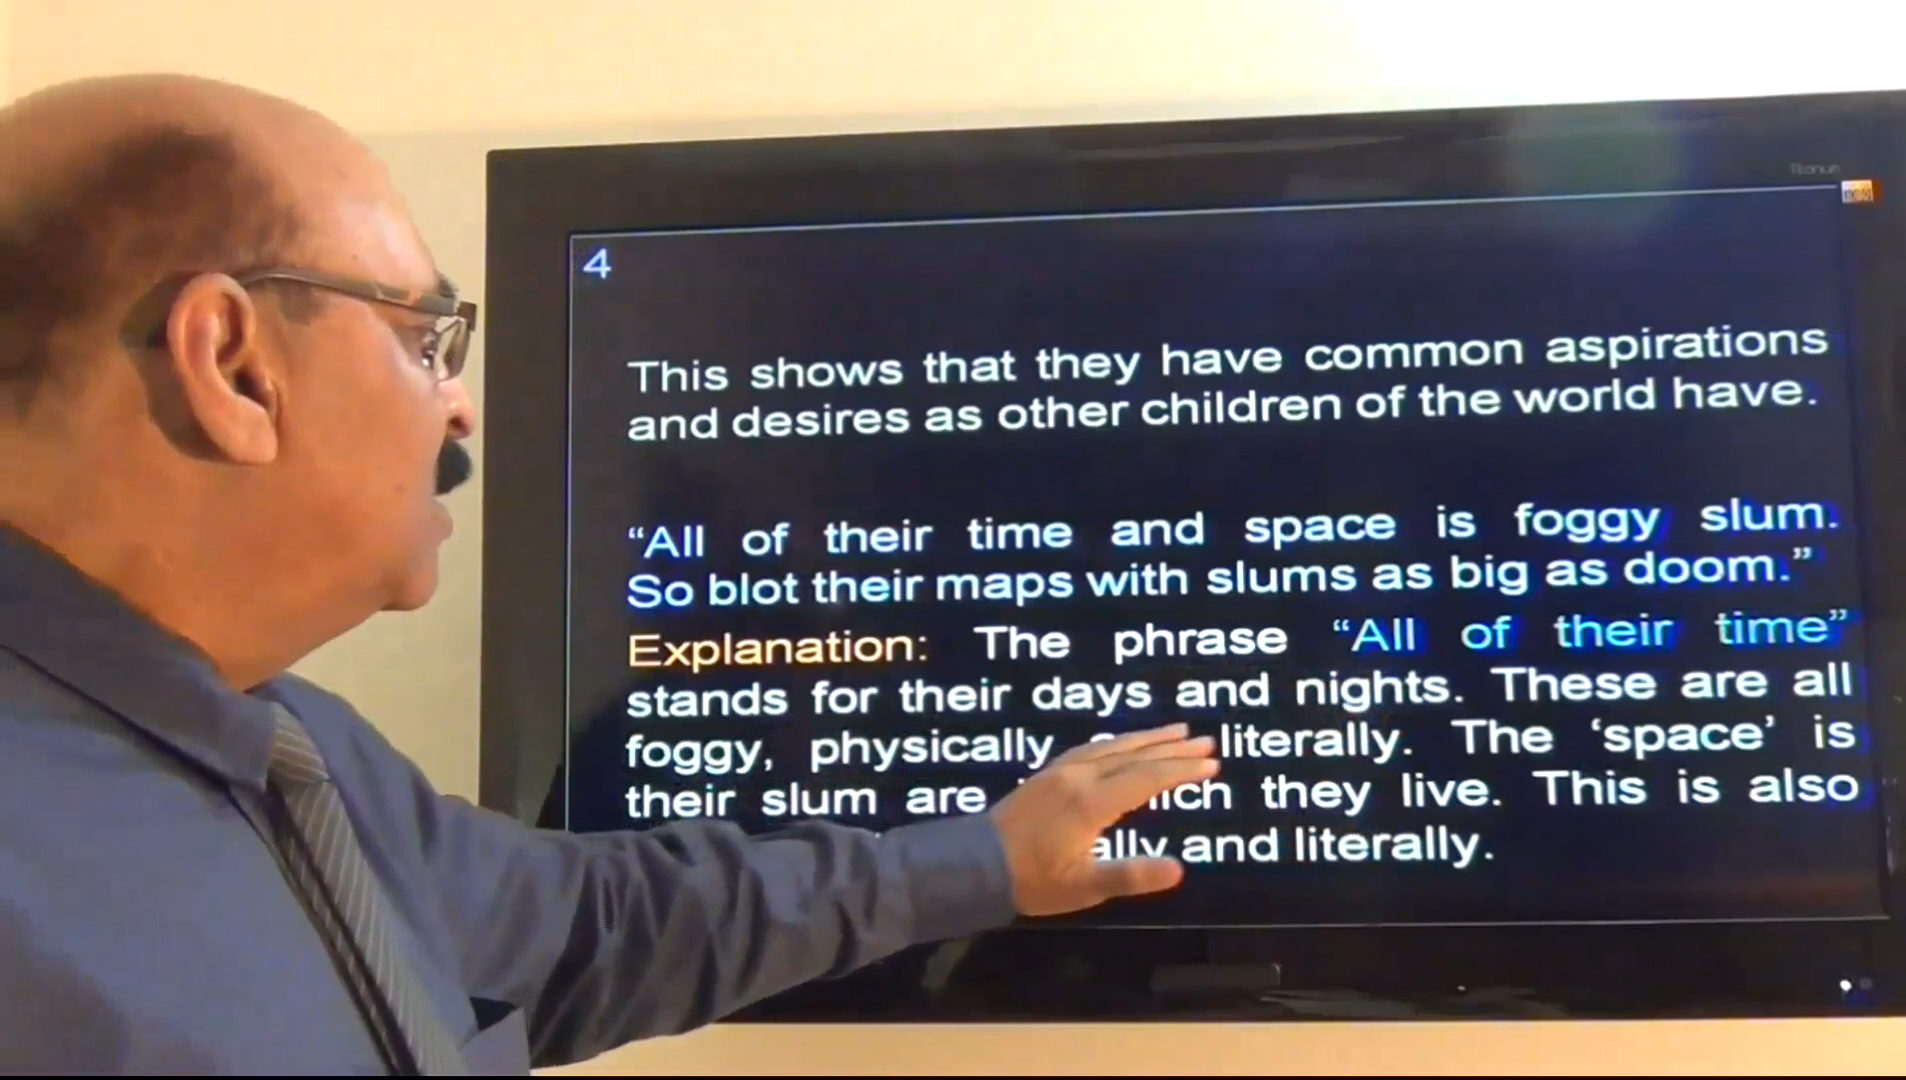 Titanium
4
This shows that they have common aspirations
and desires as other children of the world have.
“All of their time and space is foggy slum.
So blot their maps with slums as big as doom.”
Explanation: The phrase “All of their time”
stands for their days and nights. These are all
foggy, physically literally. The ‘space’ is
their slum are they live. This is also
and literally.